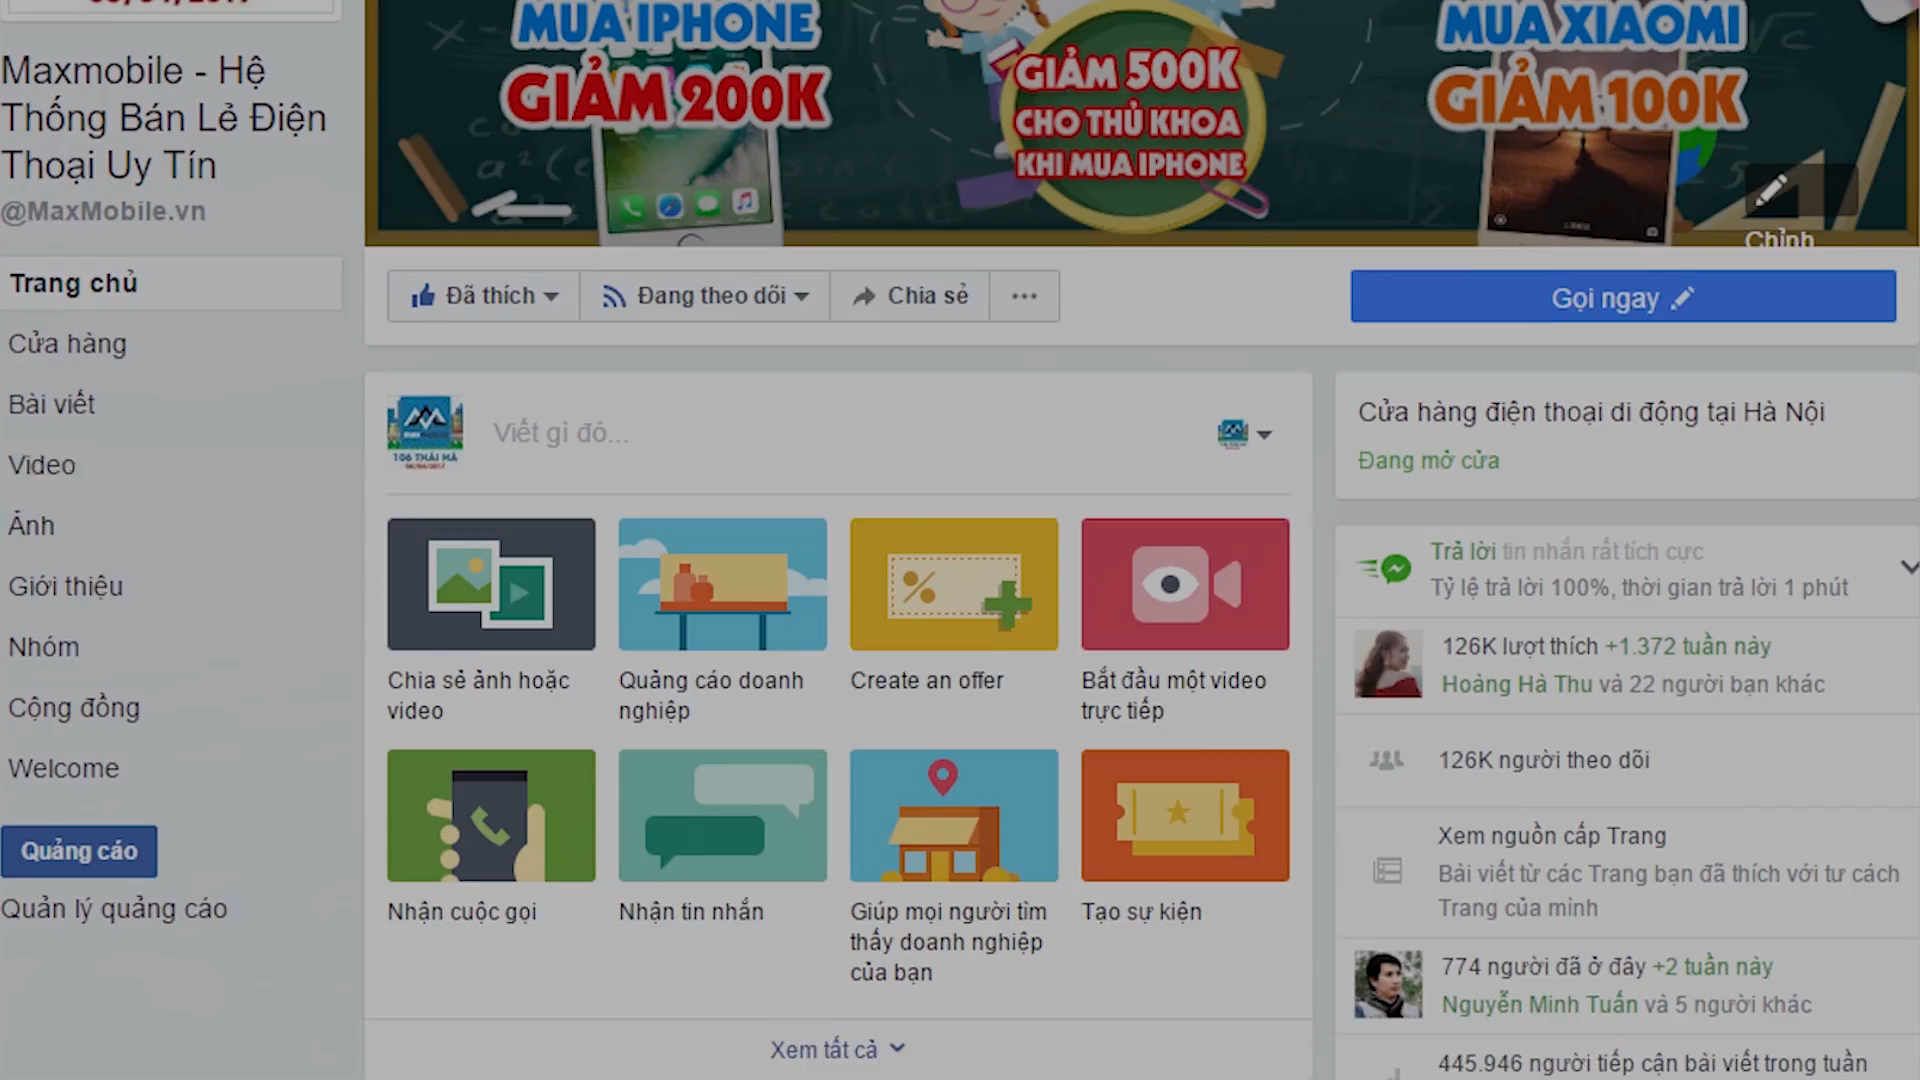 Maxmobile - Hệ
Thống Bán Lẻ Điện
Thoại Uy Tín
@MaxMobile.vn
Trang chủ
Cửa hàng
Bài viết
Video
Ảnh
Giới thiệu
Nhóm
Cộng đồng
Welcome
Quảng cáo
Quản lý quảng cáo
MUA IPHONE
GIẢM 200K
GIẢM 500K
CHO THỦ KHOA
KHI MUA IPHONE
MUA XIAOMI
GIẢM 100K
Chỉnh
Đã thích
Đang theo dõi
Chia sẻ
Gọi ngay
106 THÁI HÀ
Viết gì đó...
Chia sẻ ảnh hoặc
video
Quảng cáo doanh
nghiệp
Create an offer
Bắt đầu một video
trực tiếp
Nhận cuộc gọi
Nhận tin nhắn
Giúp mọi người tìm
thấy doanh nghiệp
của bạn
Tạo sự kiện
Xem tất cả
Cửa hàng điện thoại di động tại Hà Nội
Đang mở cửa
Trả lời tin nhắn rất tích cực
Tỷ lệ trả lời 100%, thời gian trả lời 1 phút
126K lượt thích +1.372 tuần này
Hoàng Hà Thu và 22 người bạn khác
126K người theo dõi
Xem nguồn cấp Trang
Bài viết từ các Trang bạn đã thích với tư cách
Trang của mình
774 người đã ở đây +2 tuần này
Nguyễn Minh Tuấn và 5 người khác
445.946 người tiếp cận bài viết trong tuần